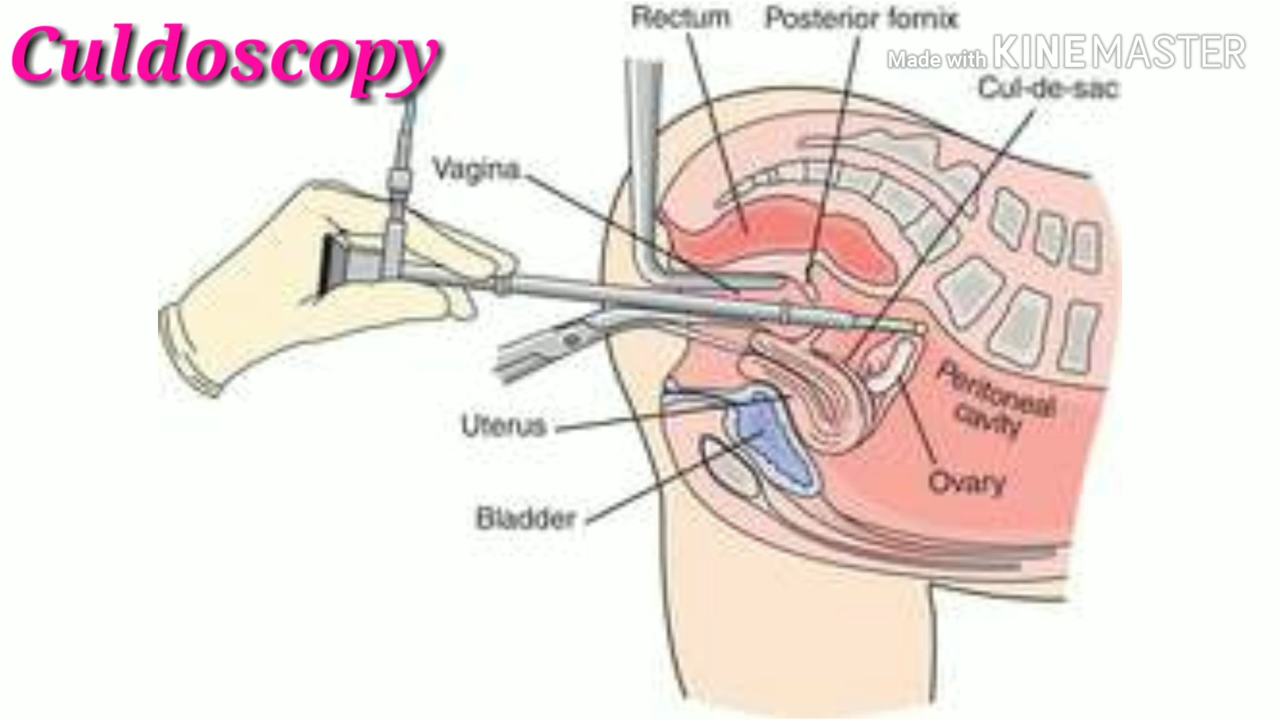 Culdoscopy
Rectum
Posterior fornix
Made with KINEMASTER
Cul-de-sac
Vagina
Peritoneal
cavity
Uterus
Ovary
Bladder